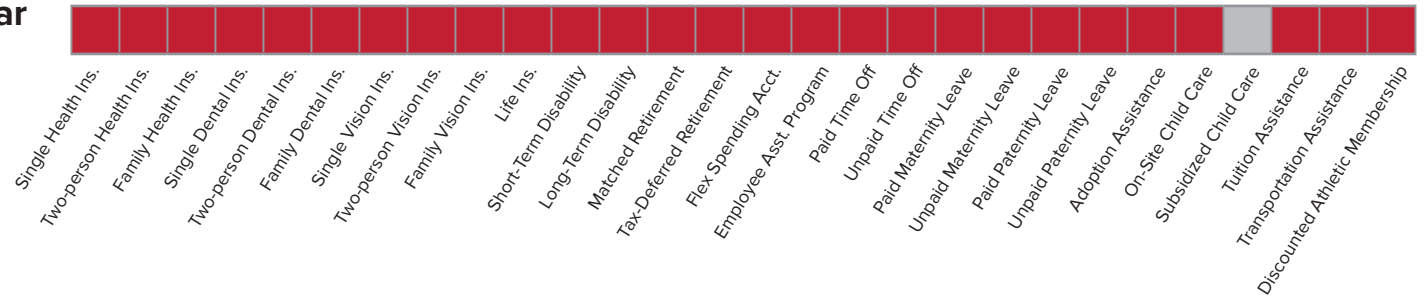 ar
Single Health Ins.
Two-person Health Ins.
Family Health Ins.
Single Dental Ins.
Two-person Dental Ins.
Family Dental Ins.
Single Vision Ins.
Two-person Vision Ins.
Family Vision Ins.
Life Ins.
Short-Term Disability
Long-Term Disability
Matched Retirement
Tax-Deferred Retirement
Flex Spending Acct.
Employee Asst. Program
Paid Time Off
Unpaid Time Off
Paid Maternity Leave
Unpaid Maternity Leave
Paid Paternity Leave
Unpaid Paternity Leave
Adoption Assistance
On-Site Child Care
Subsidized Child Care
Tuition Assistance
Transportation Assistance
Discounted Athletic Membership